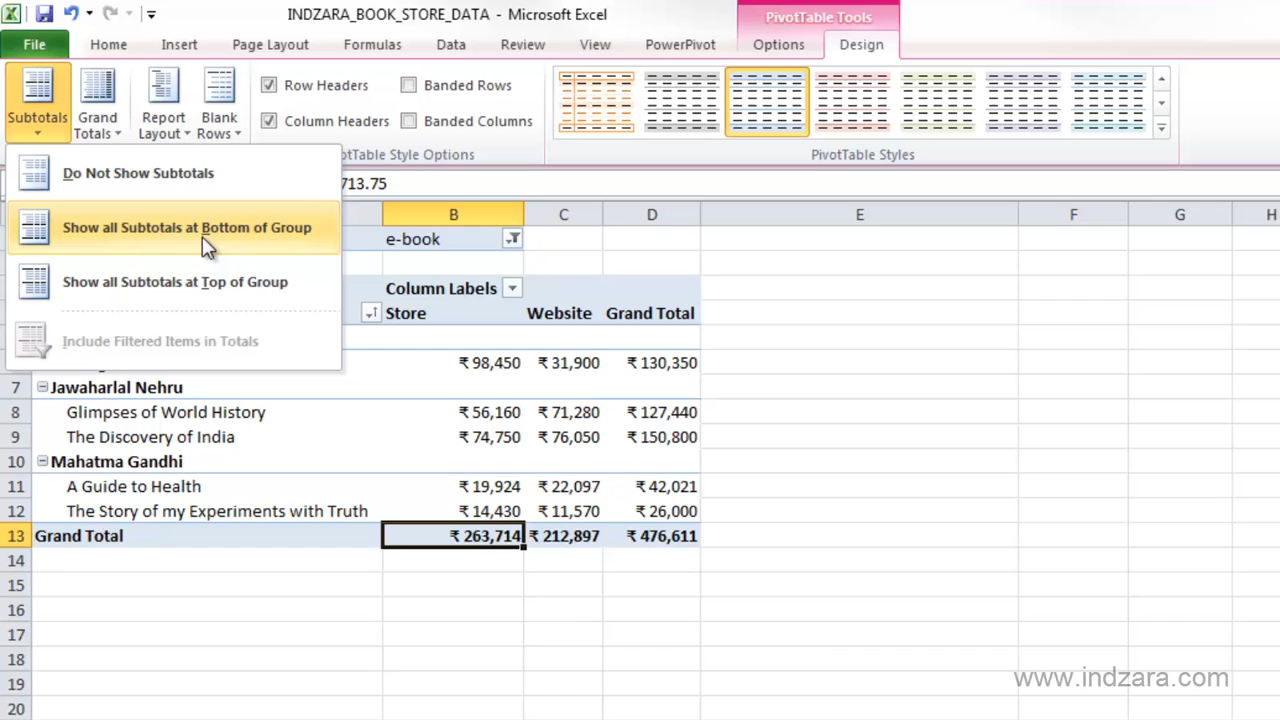 INDZARA_BOOK_STORE_DATA - Microsoft Excel
PivotTable Tools
File Home Insert Page Layout Formulas Data Review View PowerPivot Options Design
Subtotals
Grand Totals
Report Layout
Blank Rows
Row Headers
Banded Rows
Column Headers
Banded Columns
PivotTable Styles
Do Not Show Subtotals
Show all Subtotals at Bottom of Group
Show all Subtotals at Top of Group
Include Filtered Items in Totals
votTable Style Options
713.75
B C D E F G H
e-book
Column Labels
Store Website Grand Total
₹ 98,450 ₹ 31,900 ₹ 130,350
7 Jawaharlal Nehru
8 Glimpses of World History ₹ 56,160 ₹ 71,280 ₹ 127,440
9 The Discovery of India ₹ 74,750 ₹ 76,050 ₹ 150,800
10 Mahatma Gandhi
11 A Guide to Health ₹ 19,924 ₹ 22,097 ₹ 42,021
12 The Story of my Experiments with Truth ₹ 14,430 ₹ 11,570 ₹ 26,000
13 Grand Total ₹ 263,714 ₹ 212,897 ₹ 476,611
14
15
16
17
18
www.indzara.com
19
20